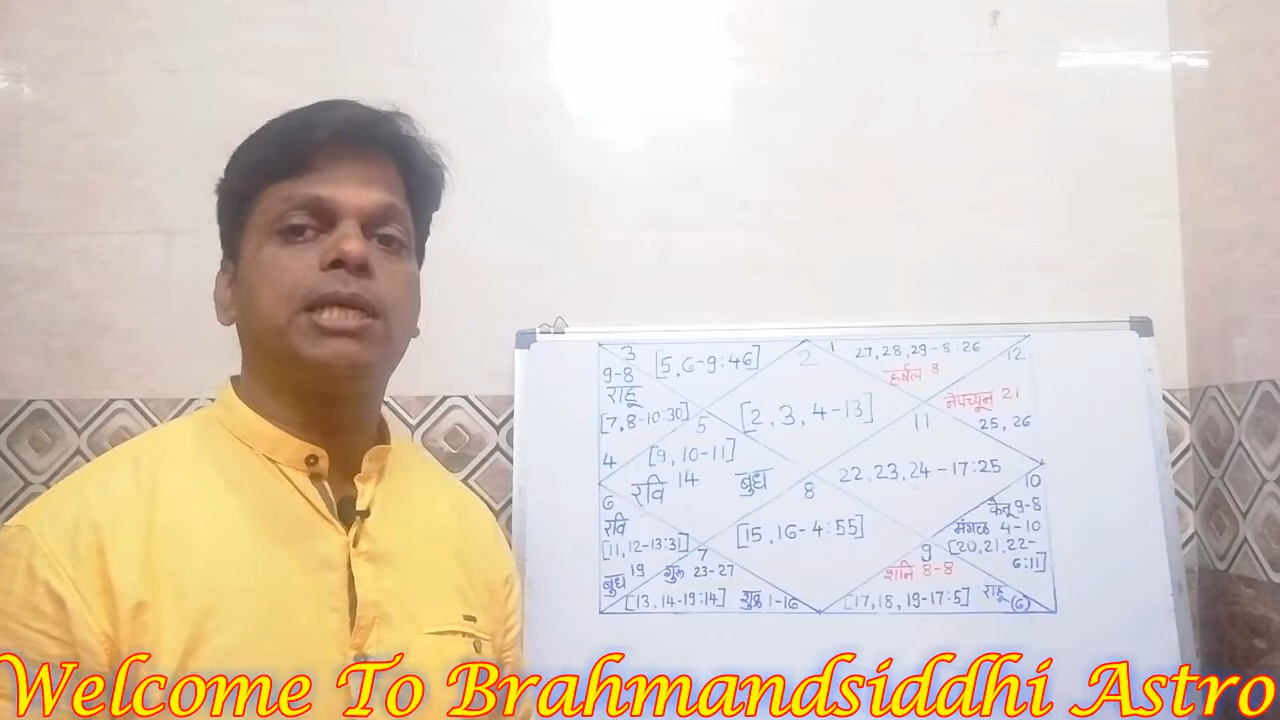 3
[5,6-9:46]
2
1
27,28,29-8:26
12
हर्षल 8
9-8
राहू
नेपच्यून 21
[7,8-10:30]
5
[2, 3, 4-13]
11
25, 26
4
[9, 10-11]
6
रवि 14
बुध
8
22,23,24-17:25
10
केतू 9-8
रवि
[15,16-4:55]
मंगळ 4-10
[11,12-13:31]
7
9
[20,21,22-
6:11]
बुध 19
गुरू 23-27
शनि 8-8
[13,14-19:14]
शुक्र 1-16
[17,18,19-17:5]
राहू
(6)
Welcome To Brahmandsiddhi Astro